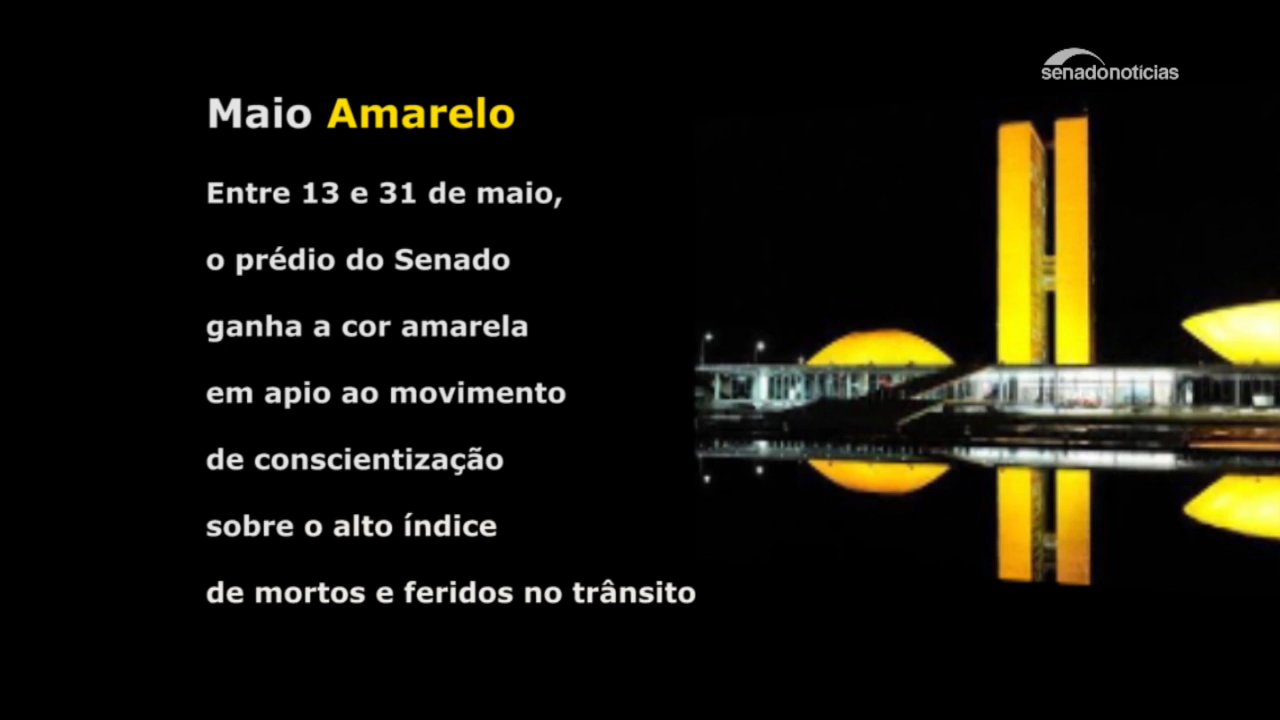 senadonotícias
Maio Amarelo
Entre 13 e 31 de maio,
o prédio do Senado
ganha a cor amarela
em apio ao movimento
de conscientização
sobre o alto índice
de mortos e feridos no trânsito